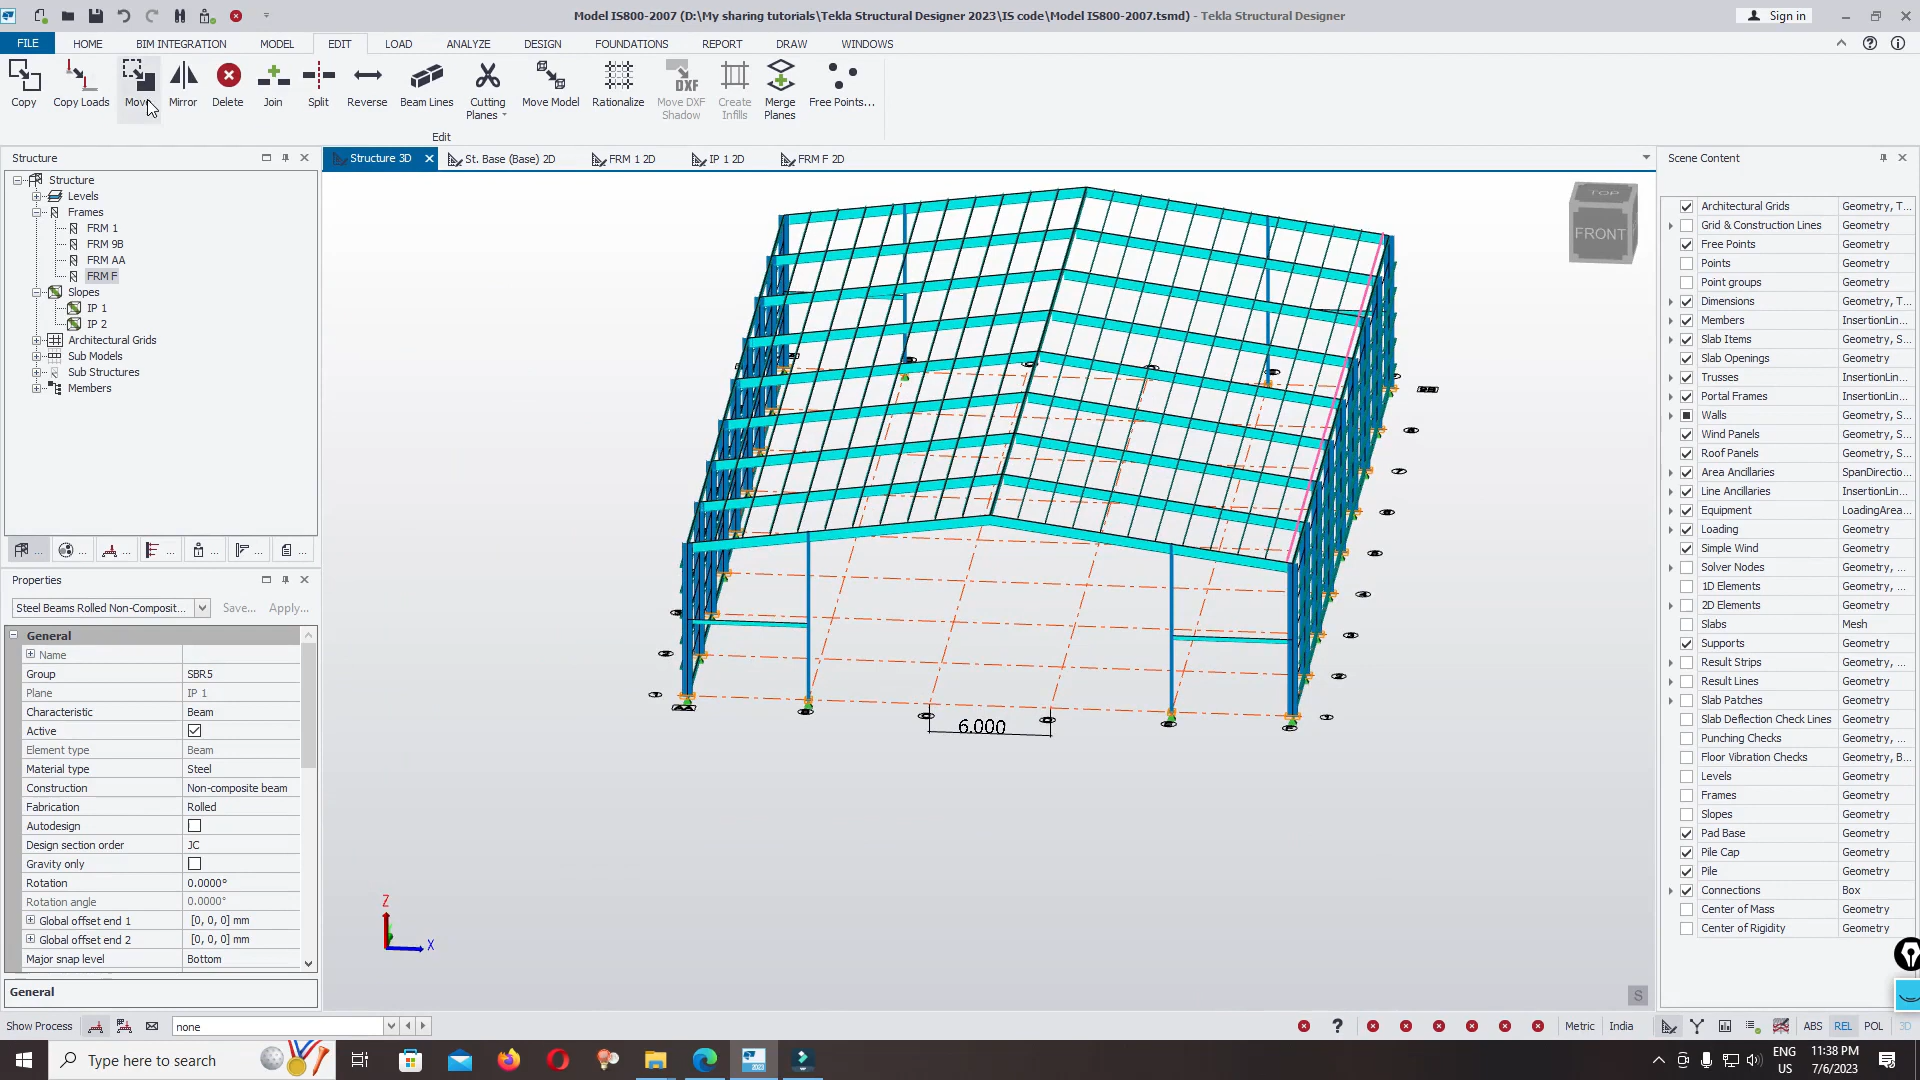 Model IS800-2007 (D:\My sharing tutorials\Tekla Structural Designer 2023\IS code\Model IS800-2007.tsmd) - Tekla Structural Designer
Sign in
FILE HOME BIM INTEGRATION MODEL EDIT LOAD ANALYZE DESIGN FOUNDATIONS REPORT DRAW WINDOWS
Copy Copy Loads Move Mirror Delete Join Split Reverse Beam Lines Cutting Planes Move Model Rationalize Move DXF Shadow Create Infills Merge Planes Free Points...
Edit
Structure
Structure 3D St. Base (Base) 2D FRM 1 2D IP 1 2D FRM F 2D
Scene Content
Structure
Levels
Frames
FRM 1
FRM 9B
FRM AA
FRM F
Slopes
IP 1
IP 2
Architectural Grids
Sub Models
Sub Structures
Members
Properties
Steel Beams Rolled Non-Composit... Save... Apply...
General
Name
Group SBR5
Plane IP 1
Characteristic Beam
Active
Element type Beam
Material type Steel
Construction Non-composite beam
Fabrication Rolled
Autodesign
Design section order JC
Gravity only
Rotation 0.0000°
Rotation angle 0.0000°
Global offset end 1 [0, 0, 0] mm
Global offset end 2 [0, 0, 0] mm
Major snap level Bottom
General
TOP
FRONT
6.000
Z
X
S
Architectural Grids Geometry, T...
Grid & Construction Lines Geometry
Free Points Geometry
Points Geometry
Point groups Geometry
Dimensions Geometry, T...
Members InsertionLin...
Slab Items Geometry, S...
Slab Openings Geometry
Trusses InsertionLin...
Portal Frames InsertionLin...
Walls Geometry, S...
Wind Panels Geometry, S...
Roof Panels Geometry, S...
Area Ancillaries SpanDirectio...
Line Ancillaries InsertionLin...
Equipment LoadingArea...
Loading Geometry
Simple Wind Geometry
Solver Nodes Geometry, ...
1D Elements Geometry
2D Elements Geometry
Slabs Mesh
Supports Geometry
Result Strips Geometry, ...
Result Lines Geometry
Slab Patches Geometry
Slab Deflection Check Lines Geometry
Punching Checks Geometry, ...
Floor Vibration Checks Geometry, B...
Levels Geometry
Frames Geometry
Slopes Geometry
Pad Base Geometry
Pile Cap Geometry
Pile Geometry
Connections Box
Center of Mass Geometry
Center of Rigidity Geometry
Show Process none
Metric India ABS REL POL 3D
Type here to search
2023
ENG
US
11:38 PM
7/6/2023